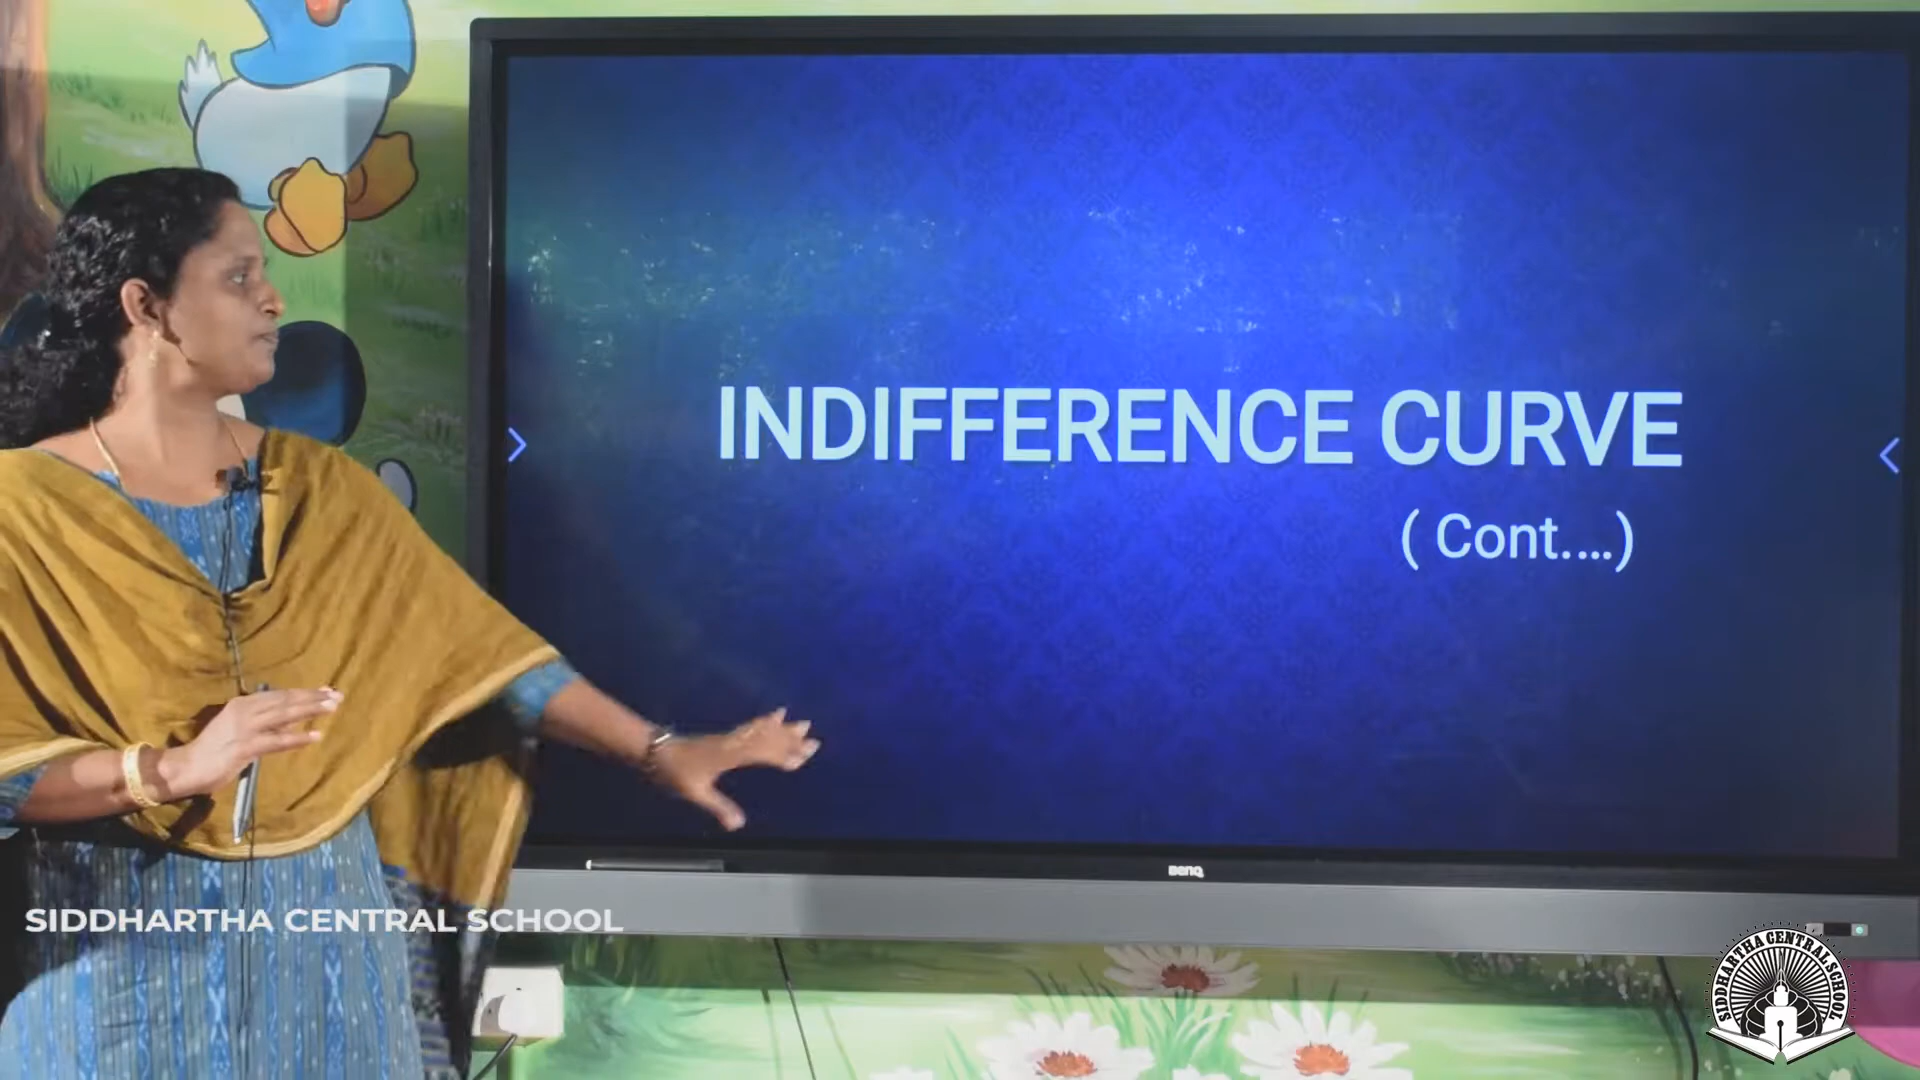 INDIFFERENCE CURVE
( Cont....)
BenQ
SIDDHARTHA CENTRAL SCHOOL
SIDDHARTHA CENTRAL SCHOOL